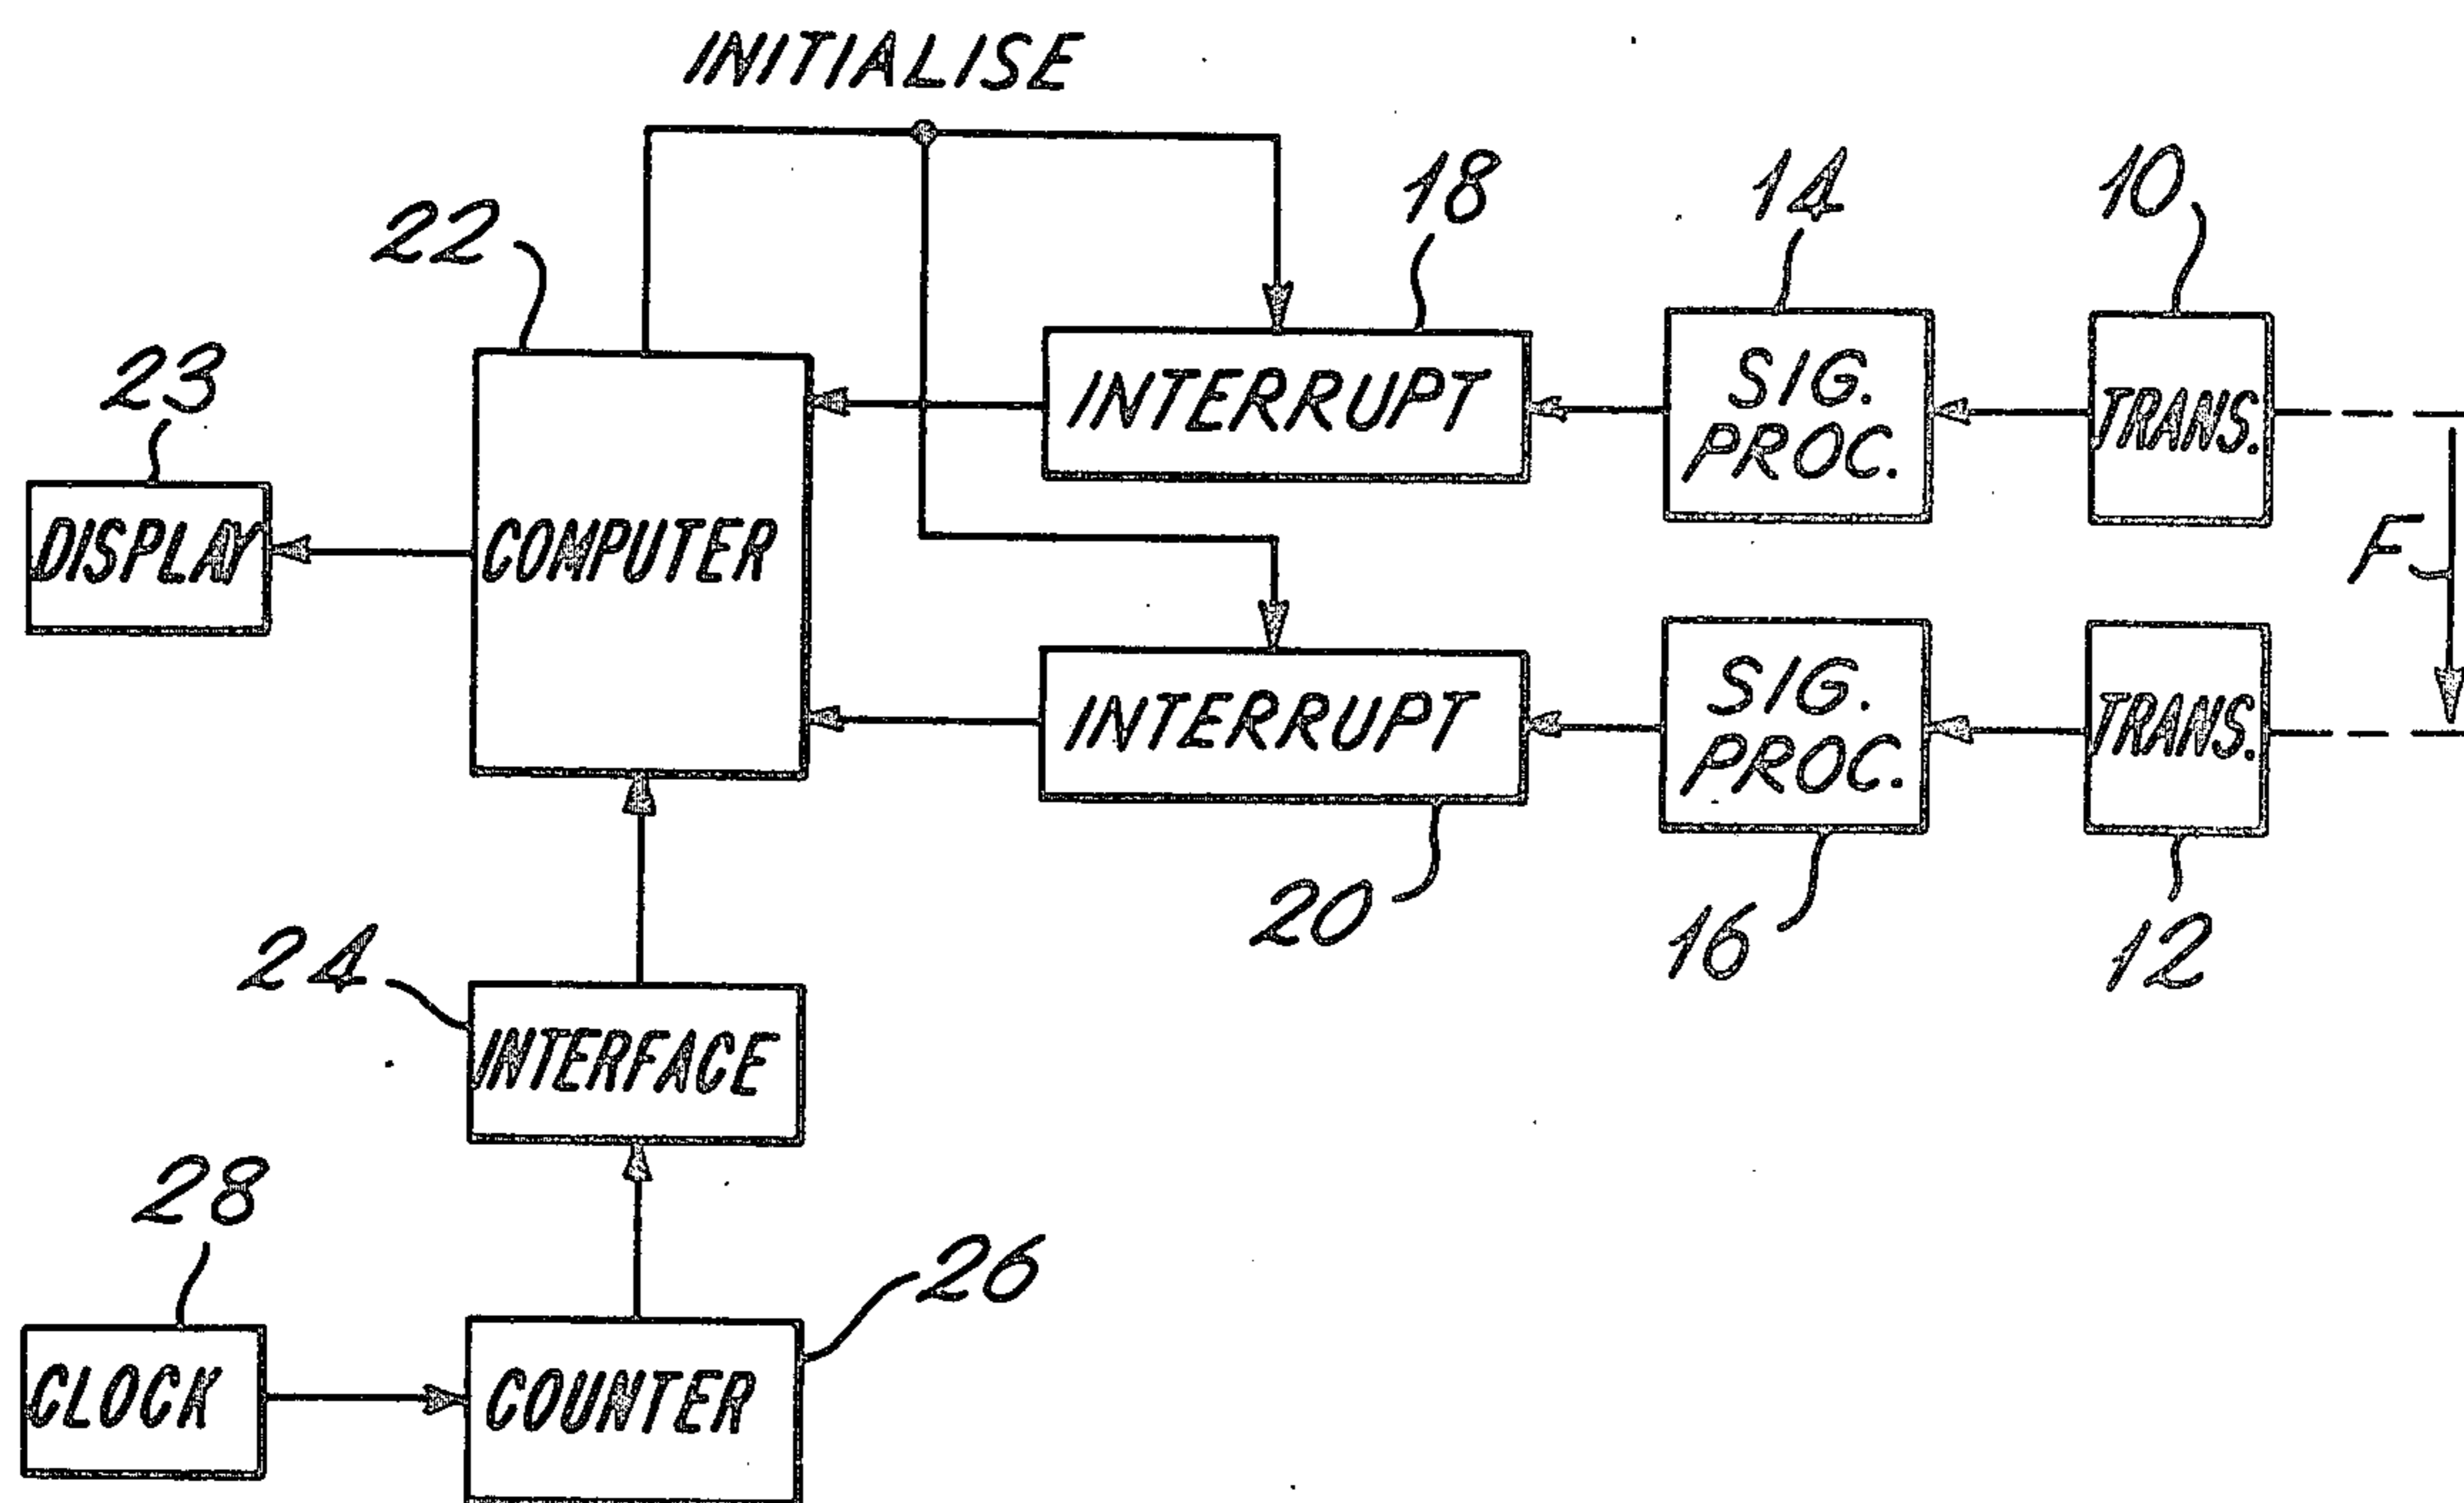 INITIALISE
22
18
14
10
23
DISPLAY
COMPUTER
INTERRUPT
SIG.
PROC.
TRANS.
F
INTERRUPT
SIG.
PROC.
TRANS.
20
16
12
24
INTERFACE
28
26
CLOCK
COUNTER